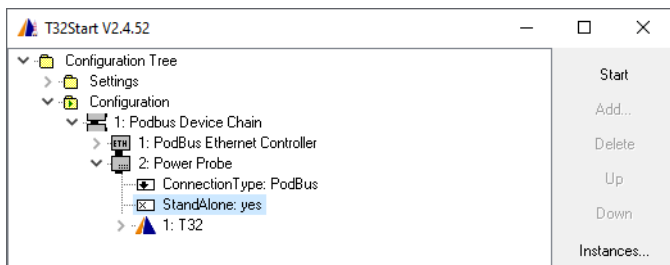 T32Start V2.4.52
Configuration Tree
Settings
Configuration
1: Podbus Device Chain
ETH 1: PodBus Ethernet Controller
2: Power Probe
ConnectionType: PodBus
StandAlone: yes
1: T32
Start
Add...
Delete
Up
Down
Instances...